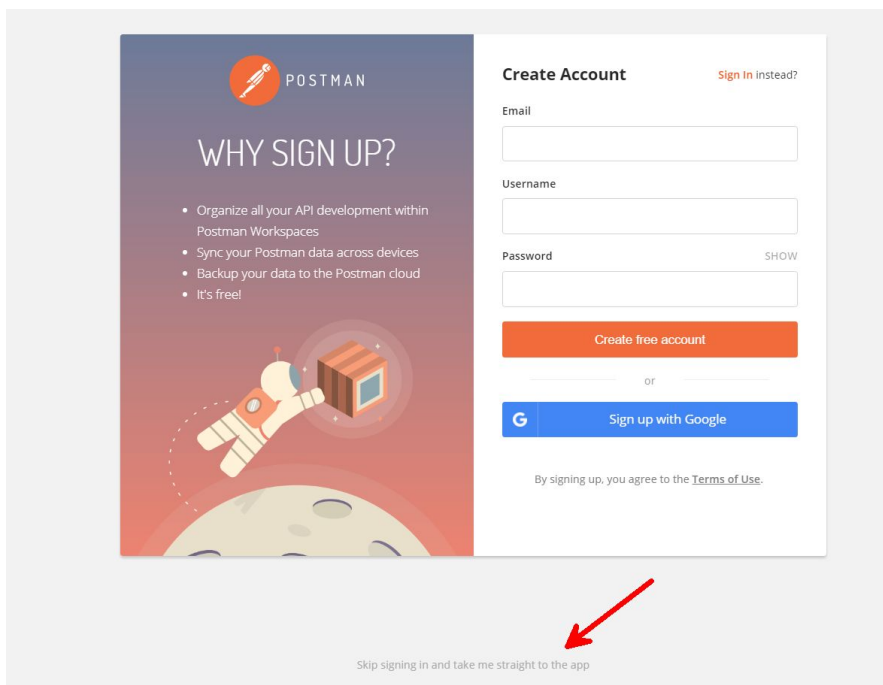 POSTMAN
WHY SIGN UP?
• Organize all your API development within
Postman Workspaces
• Sync your Postman data across devices
• Backup your data to the Postman cloud
• It's free!
Create Account
Sign In instead?
Email
Username
Password
SHOW
Create free account
or
G
Sign up with Google
By signing up, you agree to the Terms of Use.
Skip signing in and take me straight to the app